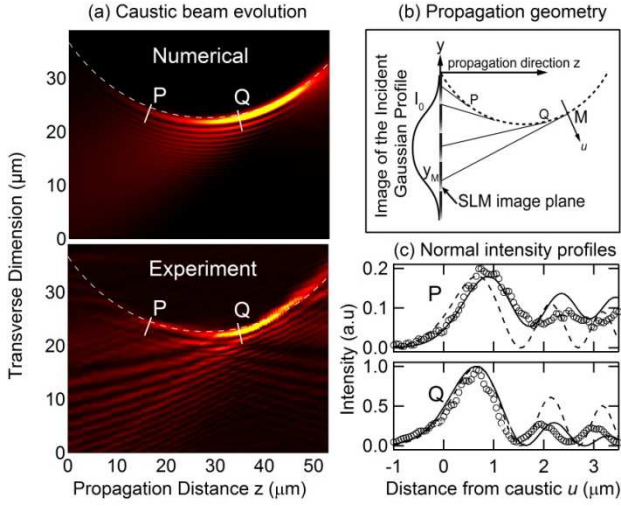 (a) Caustic beam evolution
Numerical
P
Q
30
20
10
0
Experiment
P
Q
30
20
10
0
Transverse Dimension (μm)
0 10 20 30 40 50
Propagation Distance z (μm)
(b) Propagation geometry
y
propagation direction z
I0
P
Q
M
u
yM
SLM image plane
Image of the Incident
Gaussian Profile
(c) Normal intensity profiles
0.2
0.1
0.0
P
1.0
0.5
0.0
Q
Intensity (a.u)
-1 0 1 2 3
Distance from caustic u (μm)